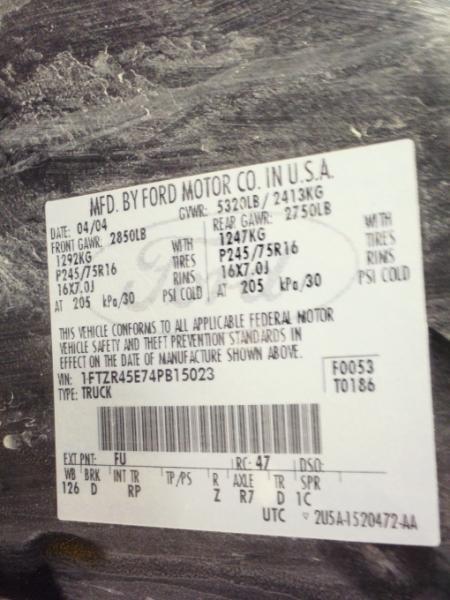 MFD. BY FORD MOTOR CO. IN U.S.A.
DATE: 04/04 GVWR: 5320LB/ 2413KG
FRONT GAWR: 2850LB REAR GAWR: 2750LB
1292KG WITH 1247KG WITH
P245/75R16 TIRES P245/75R16 TIRES
16X7.0J RIMS 16X7.0J RIMS
AT 205 kPa/30 PSI COLD AT 205 kPa/30 PSI COLD
Ford
THIS VEHICLE CONFORMS TO ALL APPLICABLE FEDERAL MOTOR
VEHICLE SAFETY AND THEFT PREVENTION STANDARDS IN
EFFECT ON THE DATE OF MANUFACTURE SHOWN ABOVE.
VIN: 1FTZR45E74PB15023 F0053
TYPE: TRUCK T0186
EXT PNT: FU RC: 47 DSO:
WB BRK INT TR TP/PS R AXLE TR SPR
126 D RP Z R7 D 1C
UTC ▽ 2U5A-1520472-AA